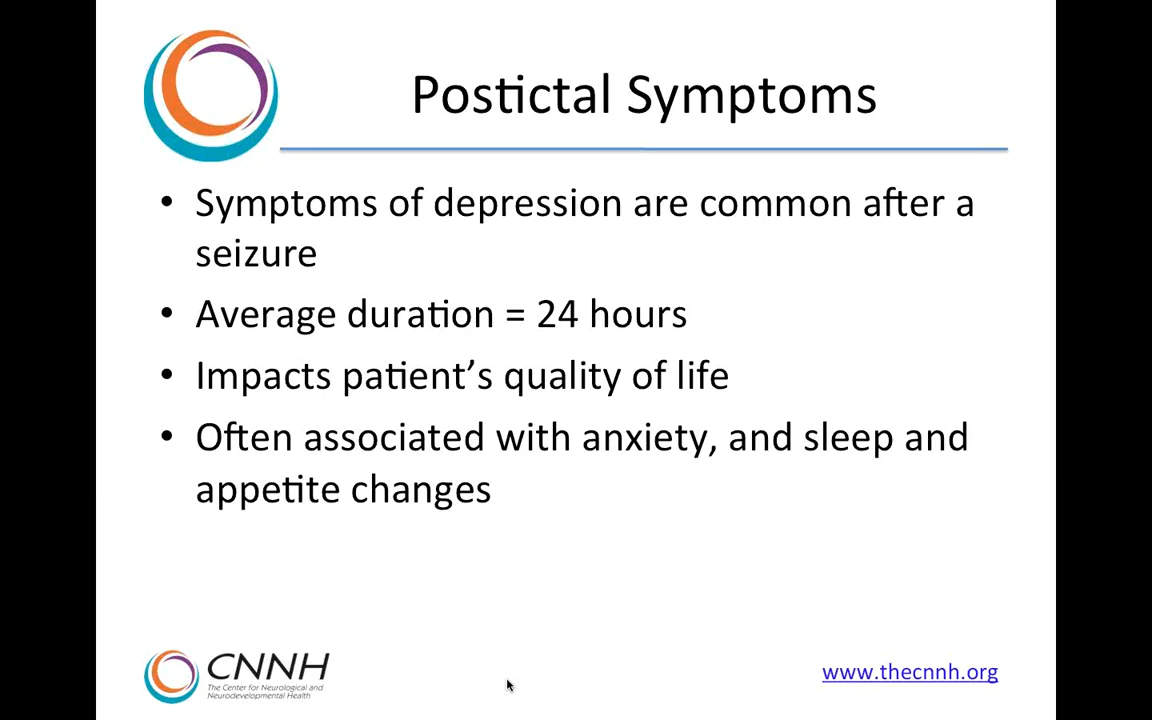 Postictal Symptoms
• Symptoms of depression are common after a
seizure
• Average duration = 24 hours
• Impacts patient’s quality of life
• Often associated with anxiety, and sleep and
appetite changes
CNNH
The Center for Neurological and
Neurodevelopmental Health
www.thecnnh.org